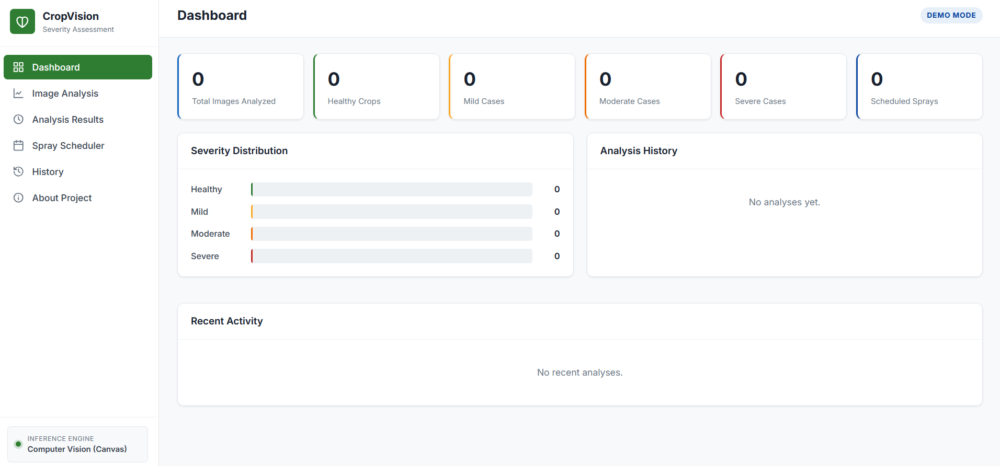 CropVision
Severity Assessment
Dashboard
Image Analysis
Analysis Results
Spray Scheduler
History
About Project
INFERENCE ENGINE
Computer Vision (Canvas)
Dashboard
DEMO MODE
0
Total Images Analyzed
0
Healthy Crops
0
Mild Cases
0
Moderate Cases
0
Severe Cases
0
Scheduled Sprays
Severity Distribution
Healthy 0
Mild 0
Moderate 0
Severe 0
Analysis History
No analyses yet.
Recent Activity
No recent analyses.